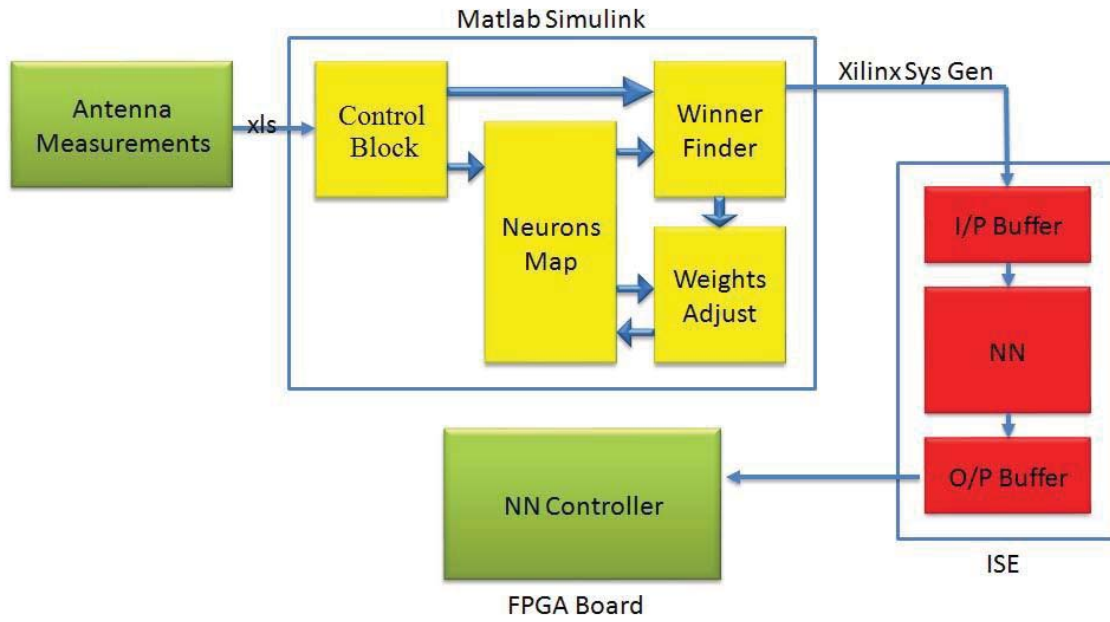 Matlab Simulink
Antenna
Measurements
xls
Control
Block
Neurons
Map
Winner
Finder
Weights
Adjust
Xilinx Sys Gen
I/P Buffer
NN
O/P Buffer
ISE
NN Controller
FPGA Board